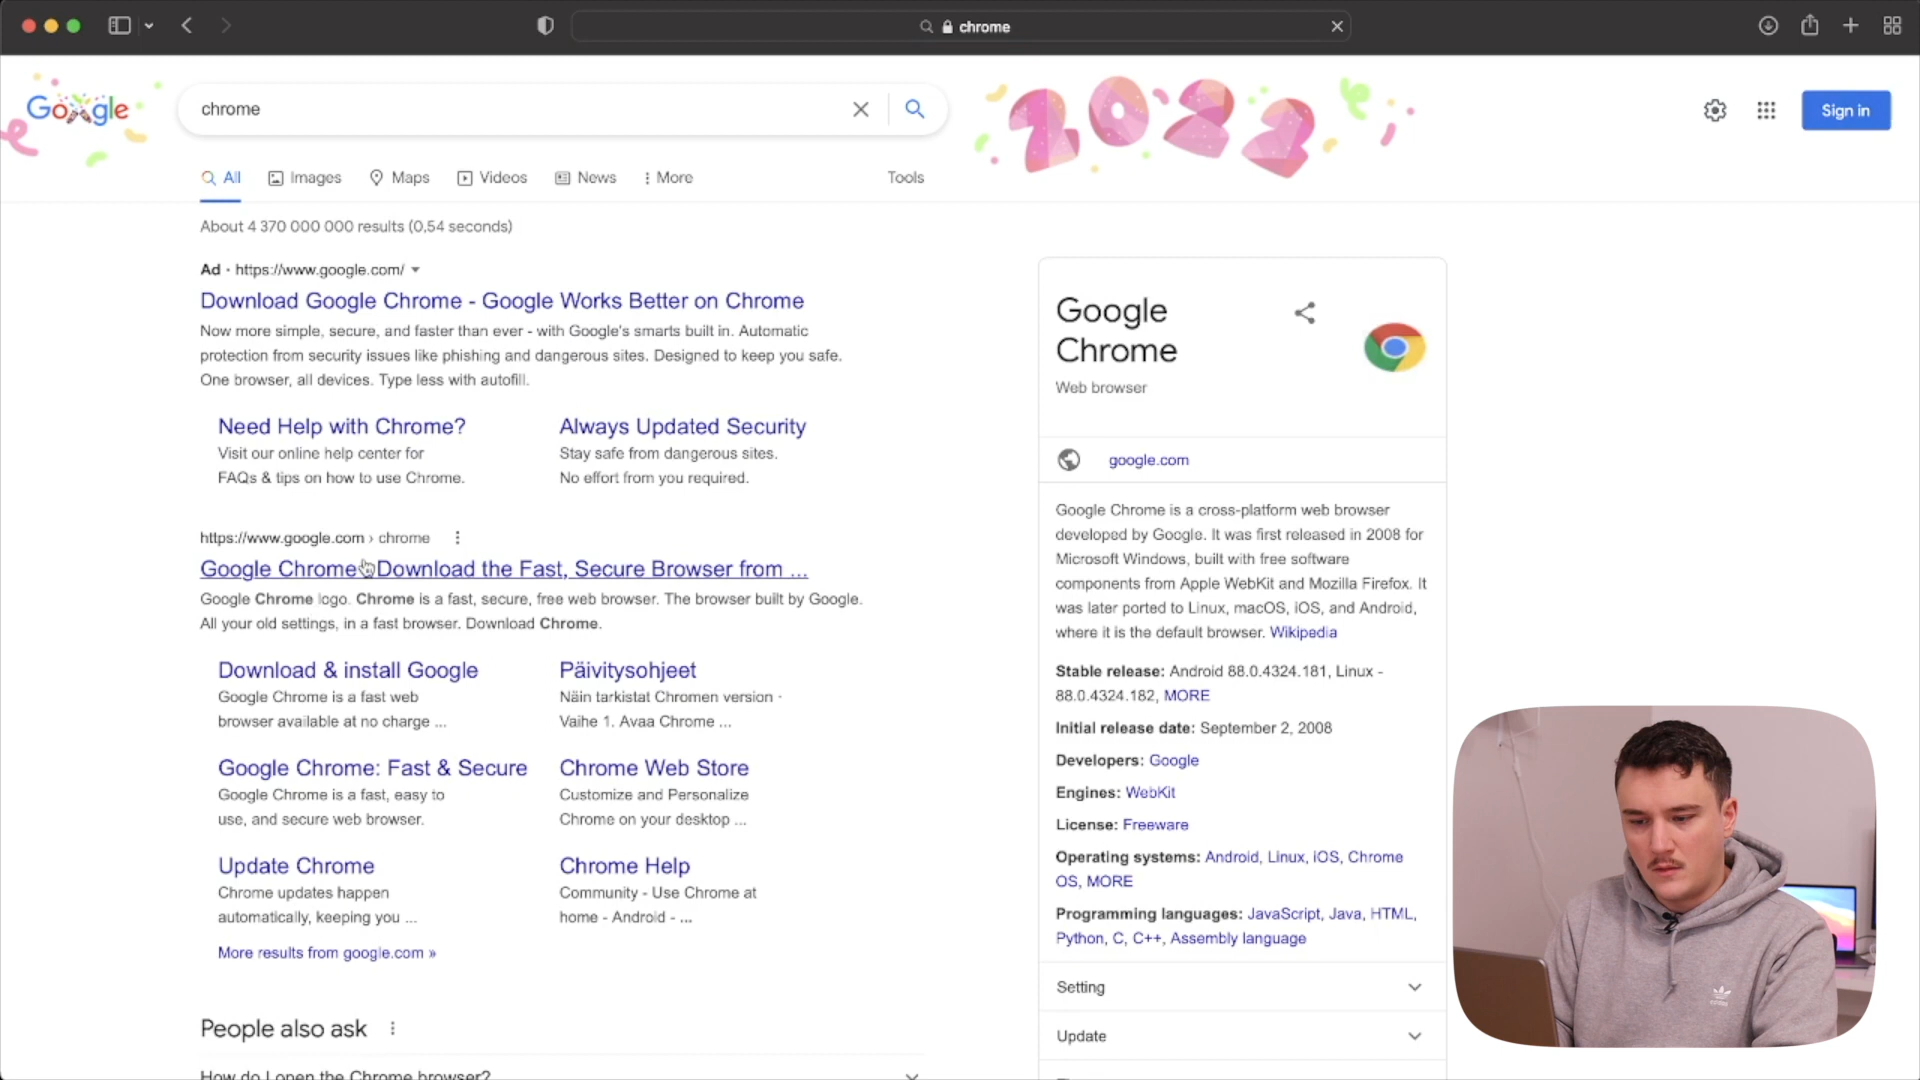 chrome
Google
chrome
2022
Sign in
All
Images
Maps
Videos
News
More
Tools
About 4 370 000 000 results (0,54 seconds)
Ad · https://www.google.com/
Download Google Chrome - Google Works Better on Chrome
Now more simple, secure, and faster than ever - with Google's smarts built in. Automatic
protection from security issues like phishing and dangerous sites. Designed to keep you safe.
One browser, all devices. Type less with autofill.
Need Help with Chrome?
Visit our online help center for
FAQs & tips on how to use Chrome.
Always Updated Security
Stay safe from dangerous sites.
No effort from you required.
https://www.google.com › chrome
Google Chrome Download the Fast, Secure Browser from ...
Google Chrome logo. Chrome is a fast, secure, free web browser. The browser built by Google.
All your old settings, in a fast browser. Download Chrome.
Download & install Google
Google Chrome is a fast web
browser available at no charge ...
Päivitysohjeet
Näin tarkistat Chromen version ·
Vaihe 1. Avaa Chrome ...
Google Chrome: Fast & Secure
Google Chrome is a fast, easy to
use, and secure web browser.
Chrome Web Store
Customize and Personalize
Chrome on your desktop ...
Update Chrome
Chrome updates happen
automatically, keeping you ...
Chrome Help
Community - Use Chrome at
home - Android - ...
More results from google.com »
People also ask
How do I open the Chrome browser?
Google
Chrome
Web browser
google.com
Google Chrome is a cross-platform web browser
developed by Google. It was first released in 2008 for
Microsoft Windows, built with free software
components from Apple WebKit and Mozilla Firefox. It
was later ported to Linux, macOS, iOS, and Android,
where it is the default browser. Wikipedia
Stable release: Android 88.0.4324.181, Linux -
88.0.4324.182, MORE
Initial release date: September 2, 2008
Developers: Google
Engines: WebKit
License: Freeware
Operating systems: Android, Linux, iOS, Chrome
OS, MORE
Programming languages: JavaScript, Java, HTML,
Python, C, C++, Assembly language
Setting
Update